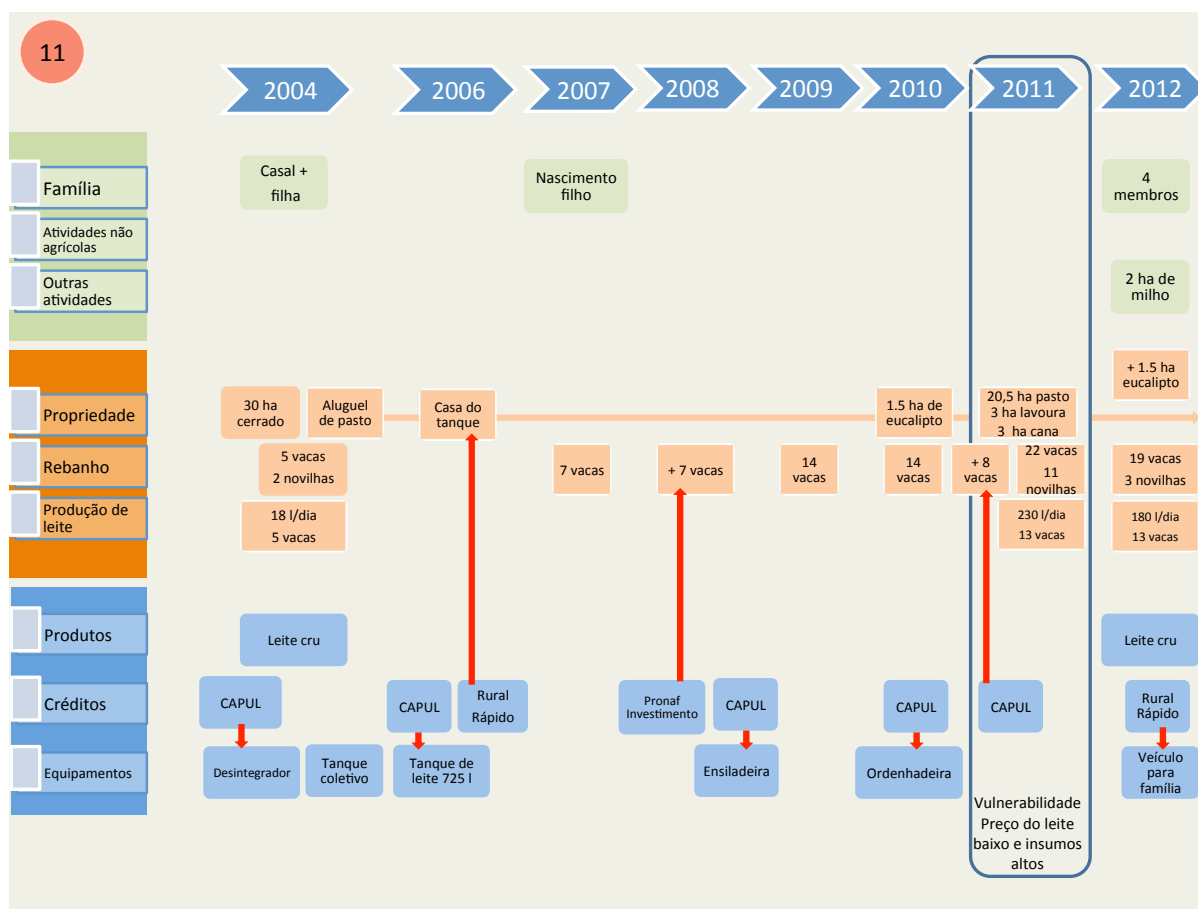 11
2004
2006
2007
2008
2009
2010
2011
2012
Família
Casal +
filha
Nascimento
filho
4
membros
Atividades não
agrícolas
Outras
atividades
2 ha de
milho
Propriedade
30 ha
cerrado
Aluguel
de pasto
Casa do
tanque
1.5 ha de
eucalipto
20,5 ha pasto
3 ha lavoura
3 ha cana
+ 1.5 ha
eucalipto
Rebanho
5 vacas
2 novilhas
7 vacas
+ 7 vacas
14
vacas
14
vacas
+ 8
vacas
22 vacas
11
novilhas
19 vacas
3 novilhas
Produção de
leite
18 l/dia
5 vacas
230 l/dia
13 vacas
180 l/dia
13 vacas
Produtos
Leite cru
Leite cru
Créditos
CAPUL
CAPUL
Rural
Rápido
Pronaf
Investimento
CAPUL
CAPUL
CAPUL
Rural
Rápido
Equipamentos
Desintegrador
Tanque
coletivo
Tanque de
leite 725 l
Ensiladeira
Ordenhadeira
Veículo
para
família
Vulnerabilidade
Preço do leite
baixo e insumos
altos